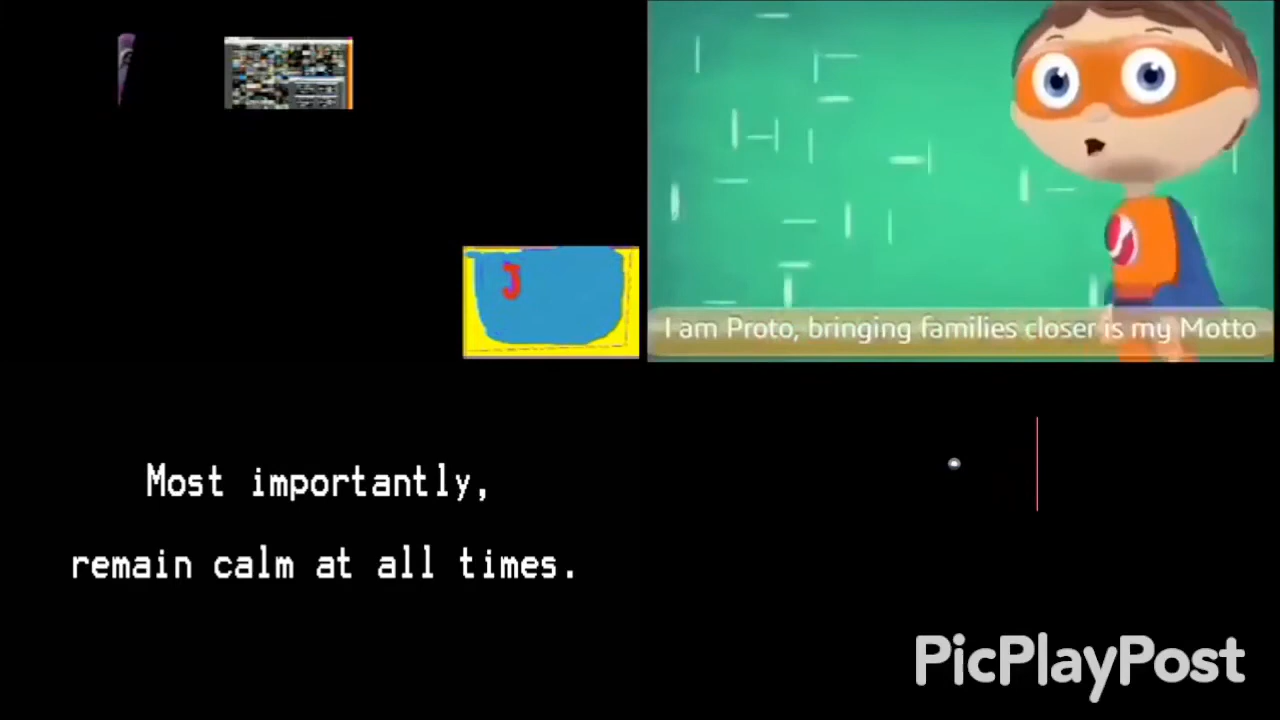 J
I am Proto, bringing families closer is my Motto
Most importantly,
remain calm at all times.
PicPlayPost